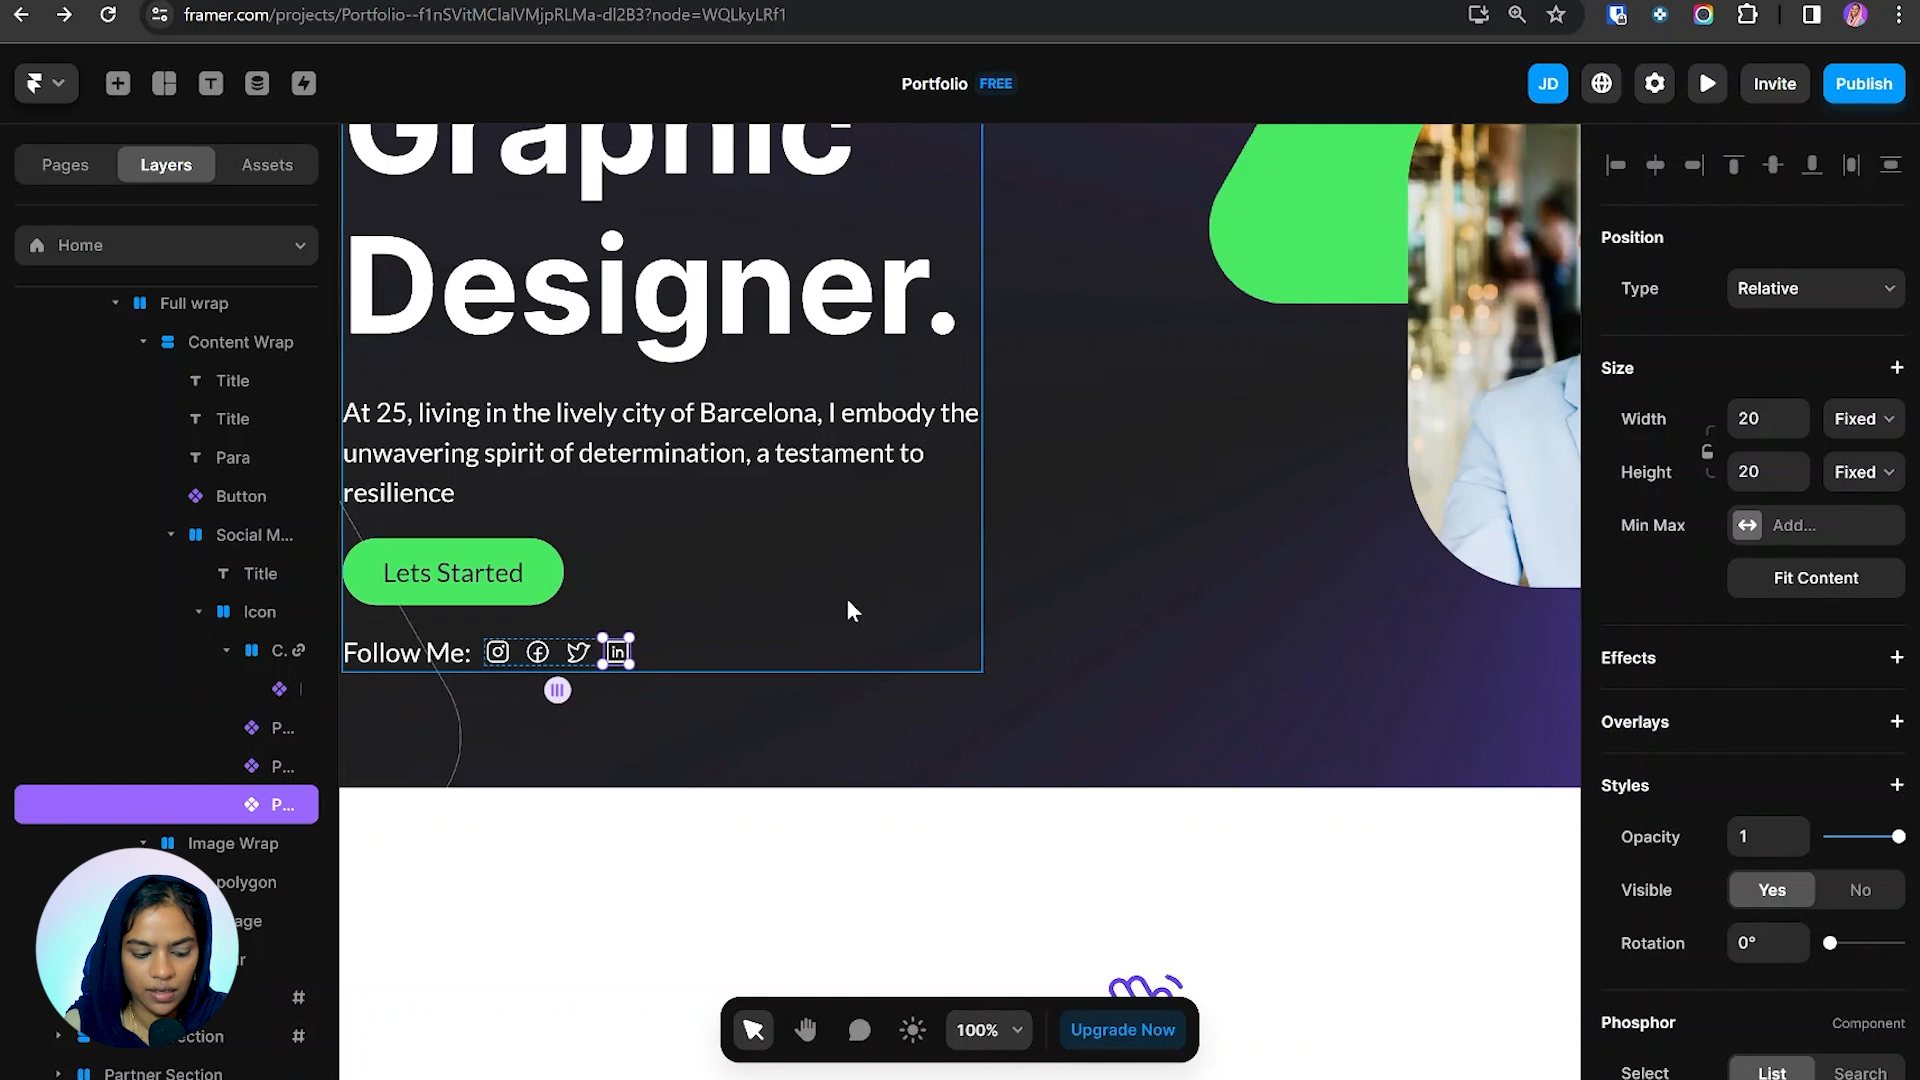 framer.com/projects/Portfolio--f1nSVitMClalVMjpRLMa-dl2B3?node=WQLkyLRf1
Portfolio FREE
JD
Invite
Publish
Pages
Layers
Assets
Home
Full wrap
Content Wrap
Title
Title
Para
Button
Social M...
Title
Icon
C.
P...
P...
P...
Image Wrap
polygon
Partner Section
Graphic
Designer.
At 25, living in the lively city of Barcelona, I embody the
unwavering spirit of determination, a testament to
resilience
Lets Started
Follow Me:
100%
Upgrade Now
Position
Type
Relative
Size
Width
20
Fixed
Height
20
Fixed
Min Max
Add...
Fit Content
Effects
Overlays
Styles
Opacity
1
Visible
Yes
No
Rotation
0°
Phosphor
Component
Select
List
Search